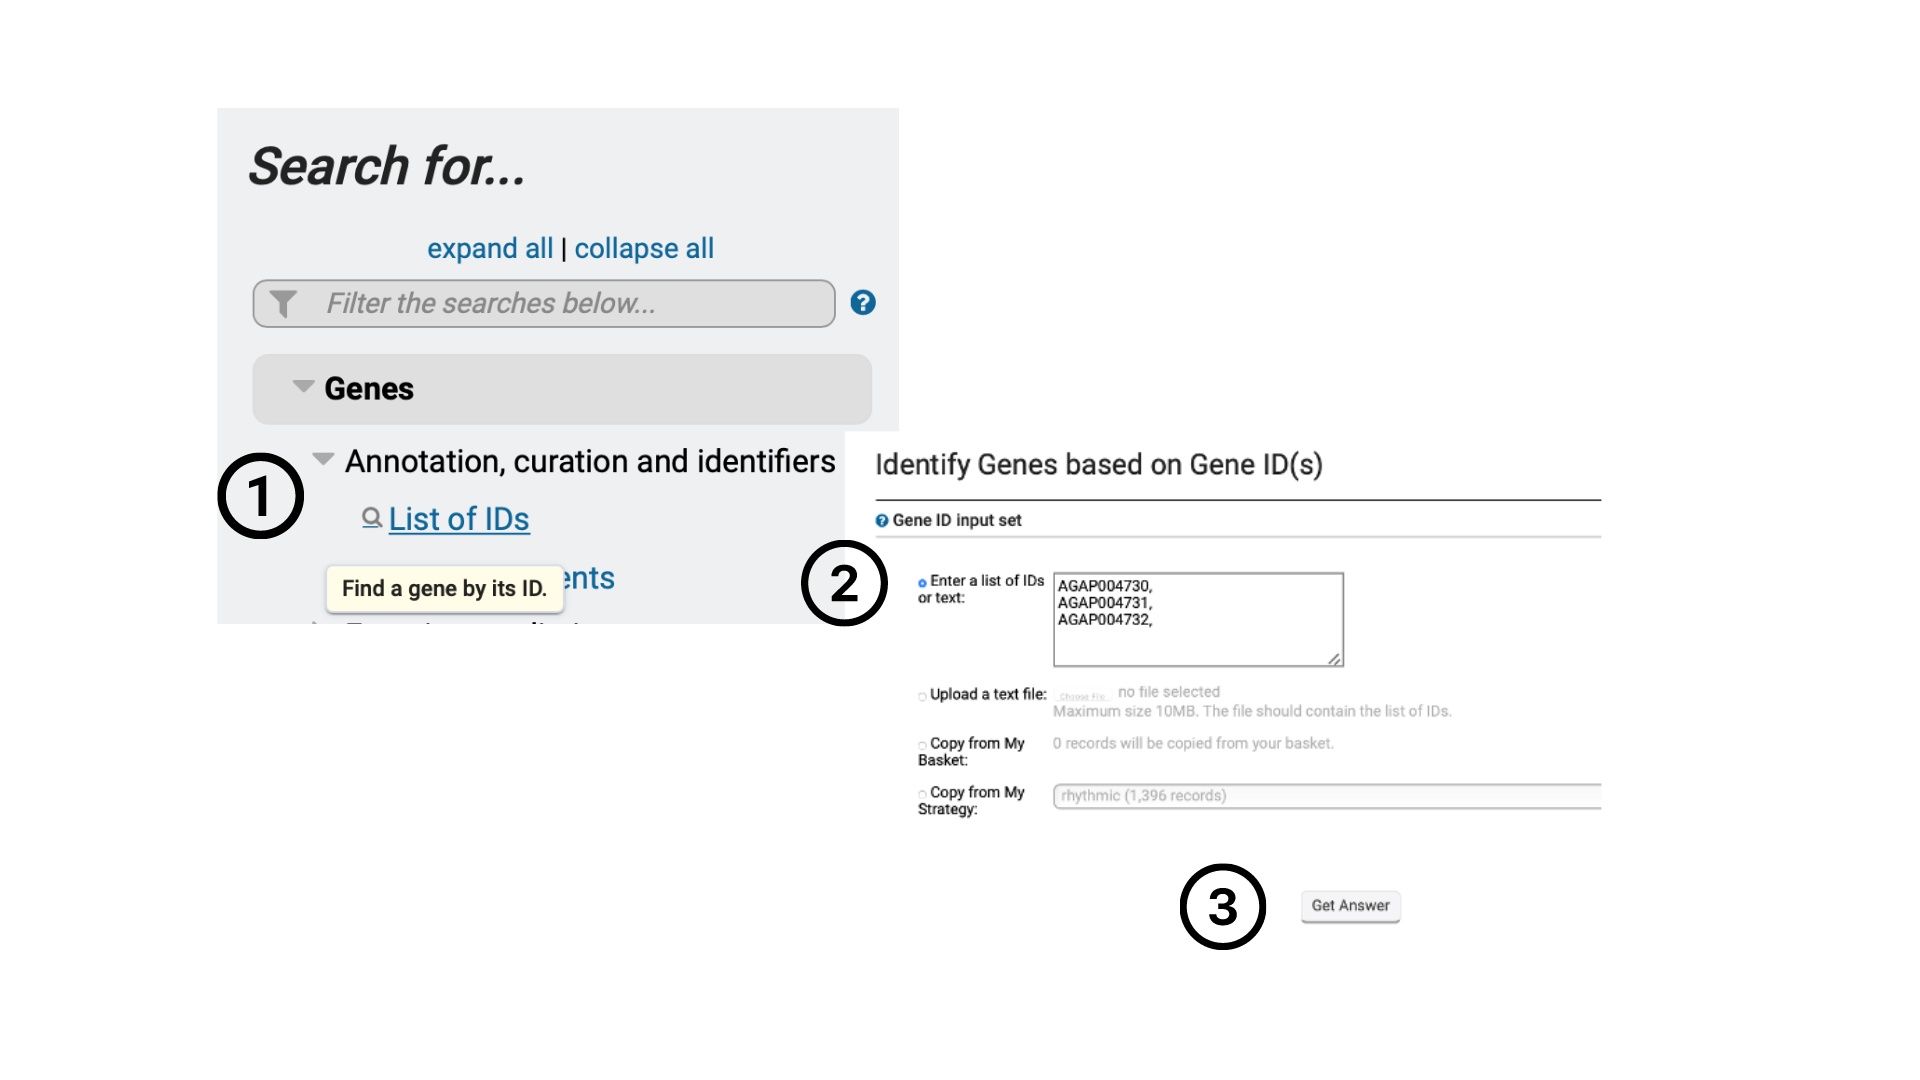 Search for...
expand all | collapse all
Filter the searches below...
?
Genes
Annotation, curation and identifiers
1
List of IDs
Find a gene by its ID.
Identify Genes based on Gene ID(s)
? Gene ID input set
2
Enter a list of IDs
or text:
AGAP004730,
AGAP004731,
AGAP004732,
Upload a text file:
Choose File no file selected
Maximum size 10MB. The file should contain the list of IDs.
Copy from My
Basket:
0 records will be copied from your basket.
Copy from My
Strategy:
rhythmic (1,396 records)
3
Get Answer